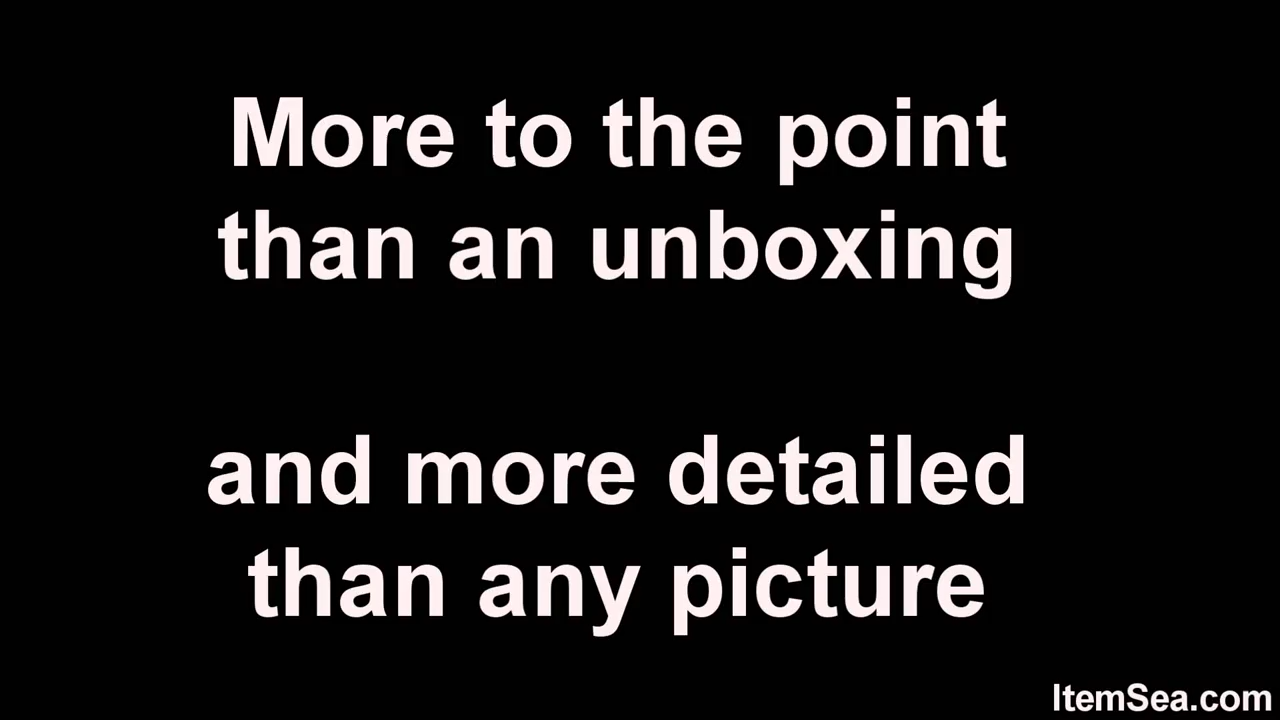 More to the point
than an unboxing
and more detailed
than any picture
ItemSea.com